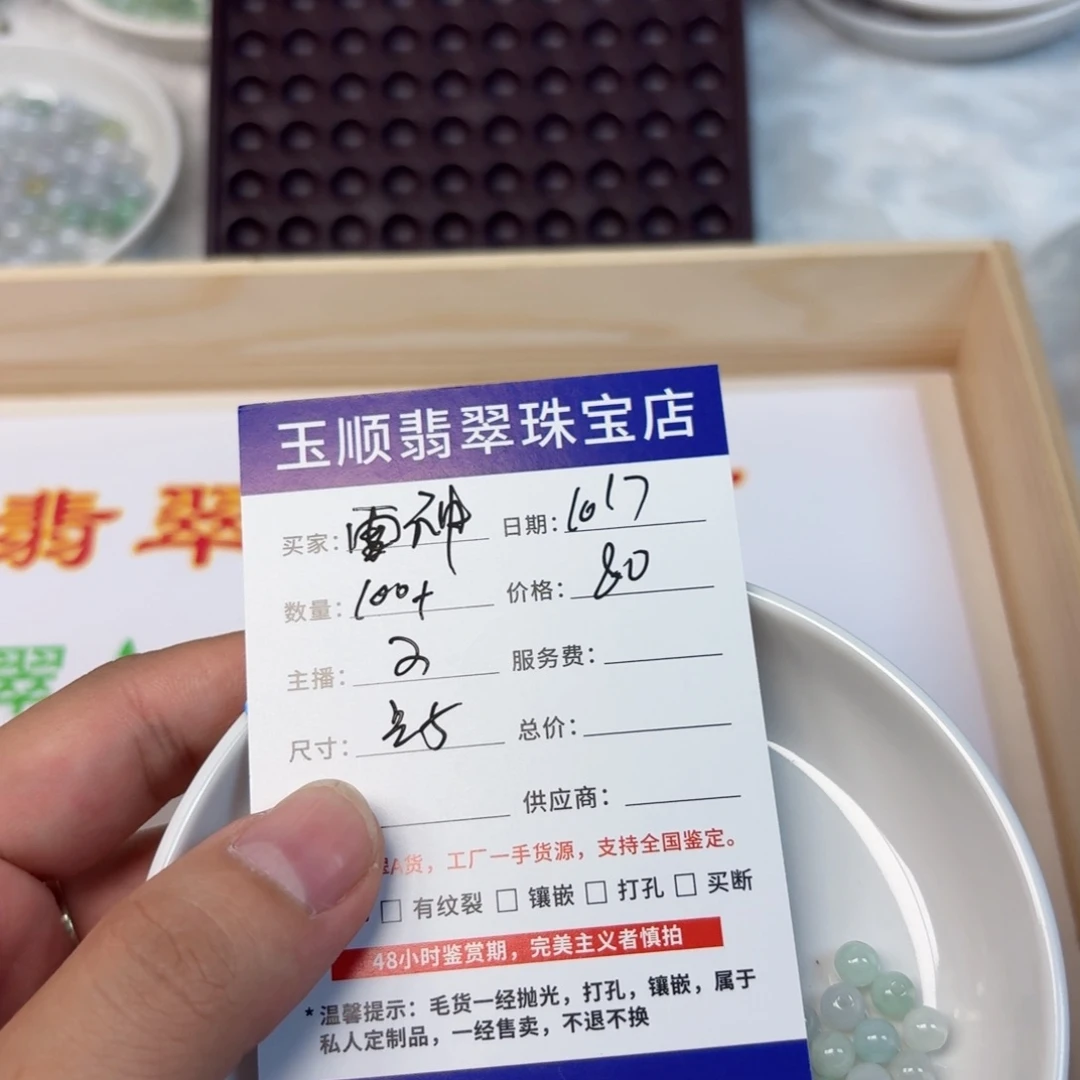 玉顺翡翠珠宝店
买家: 雷神 日期: 1017
数量: 100+ 价格: 80
主播: 服务费:
尺寸: 总价:
供应商:
A货，工厂一手货源，支持全国鉴定。
□ 有纹裂 □ 镶嵌 □ 打孔 □ 买断
48小时鉴赏期，完美主义者慎拍
* 温馨提示：毛货一经抛光，打孔，镶嵌，属于
私人定制品，一经售卖，不退不换
翡翠
翠